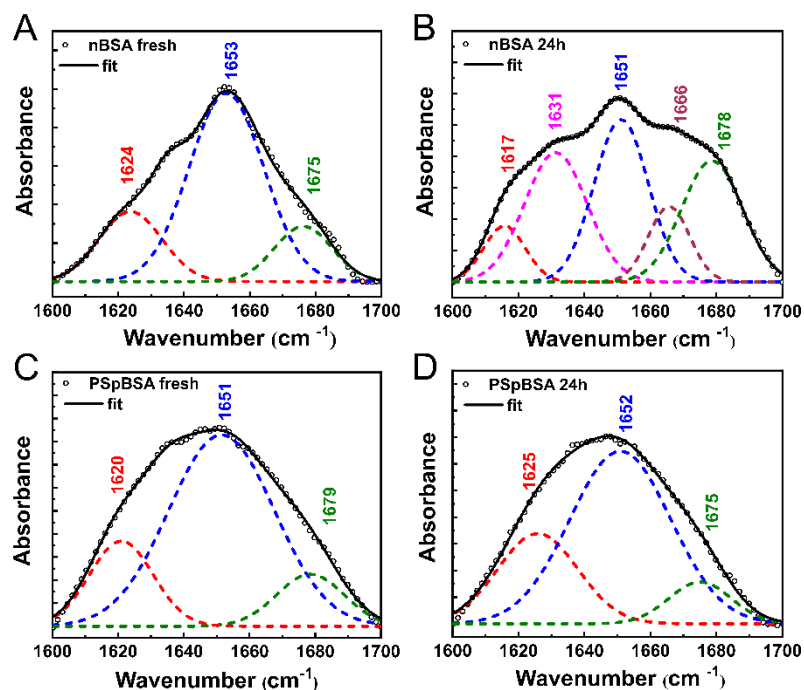 A
nBSA fresh
fit
1653
1624
1675
Absorbance
1600 1620 1640 1660 1680 1700
Wavenumber (cm -1)
B
nBSA 24h
fit
1651
1631
1666
1617
1678
Absorbance
1600 1620 1640 1660 1680 1700
Wavenumber (cm -1)
C
PSpBSA fresh
fit
1651
1620
1679
Absorbance
1600 1620 1640 1660 1680 1700
Wavenumber (cm -1)
D
PSpBSA 24h
fit
1652
1625
1675
Absorbance
1600 1620 1640 1660 1680 1700
Wavenumber (cm -1)